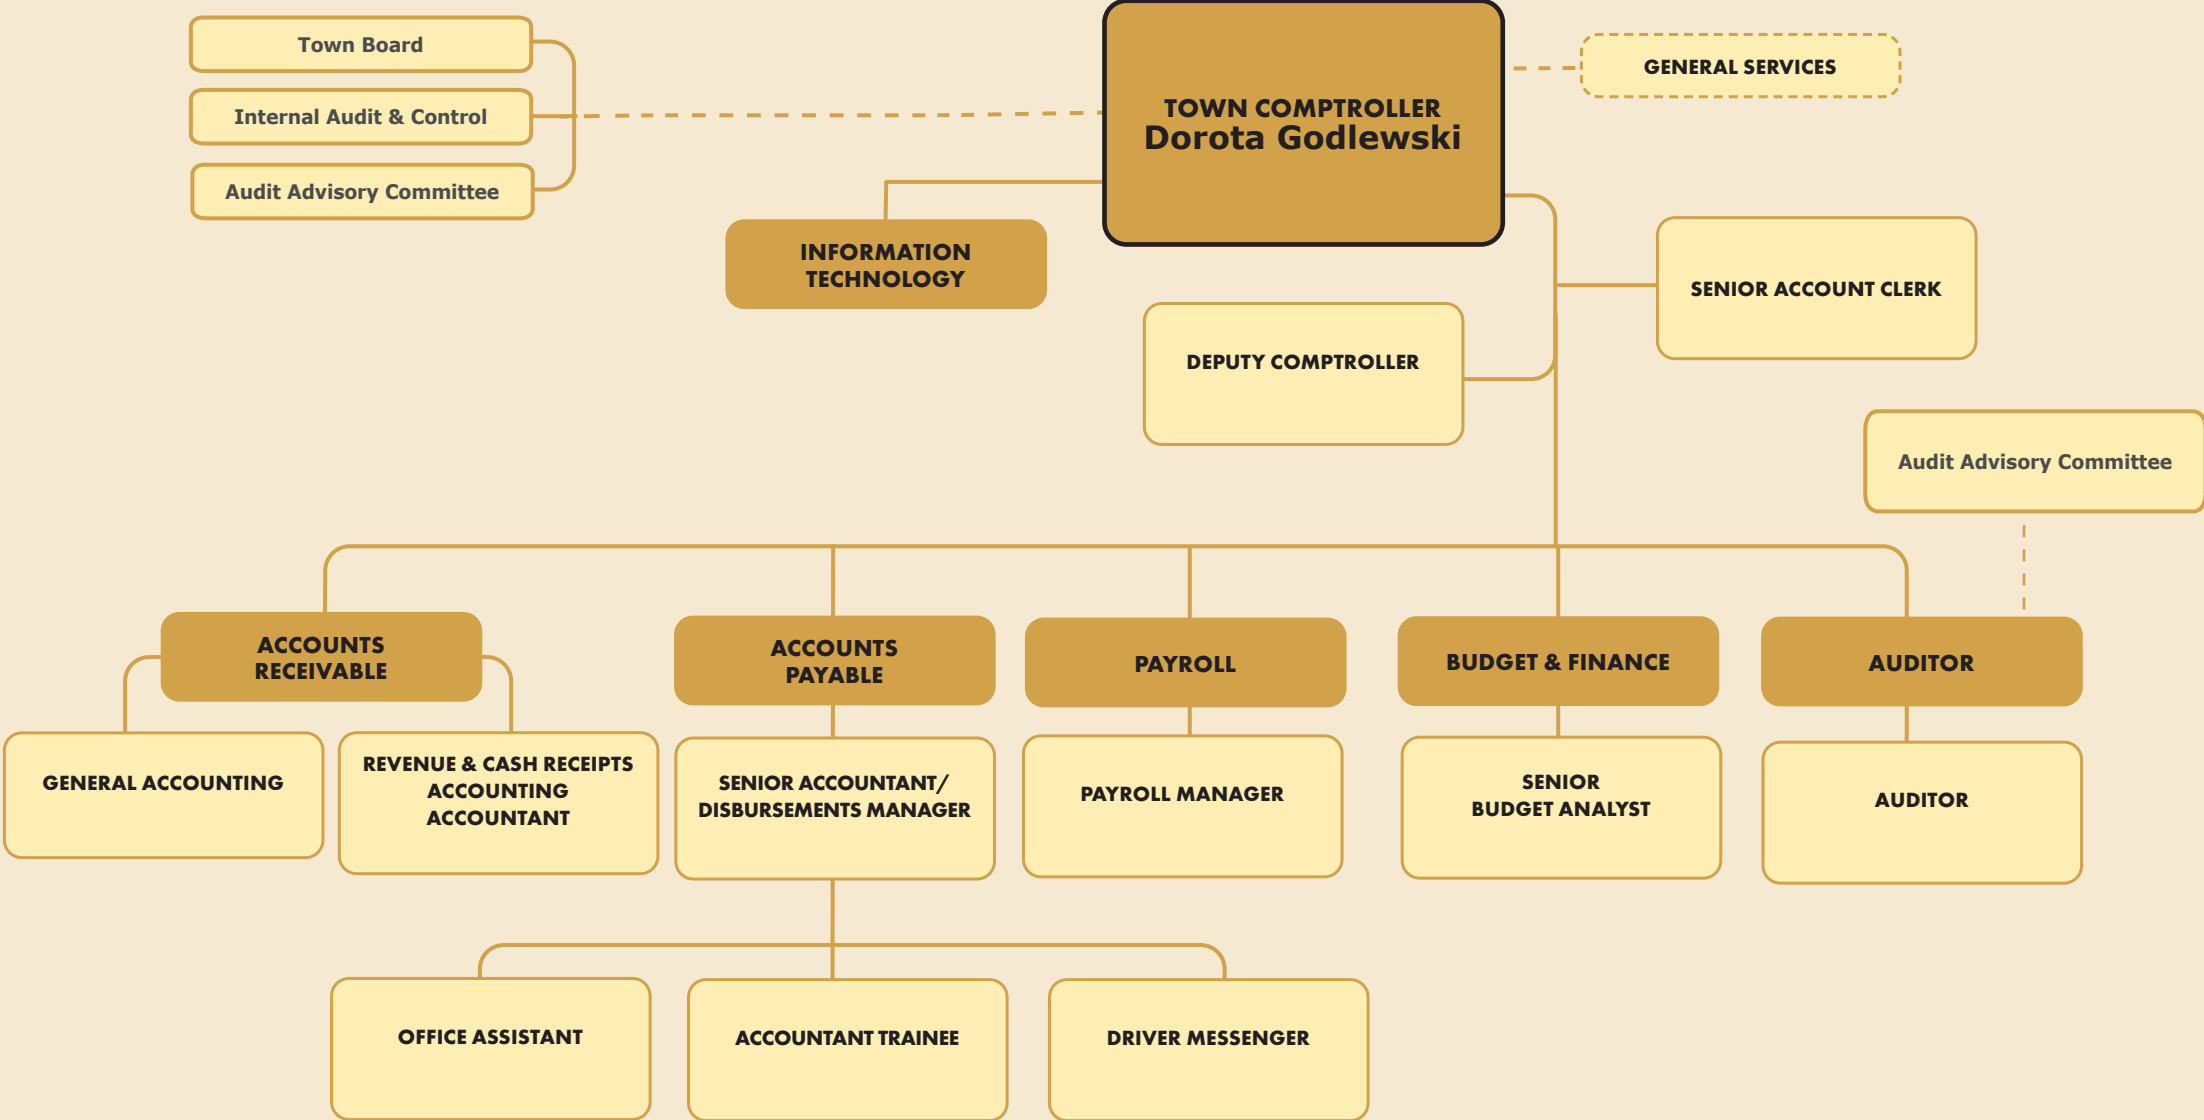 Town Board
Internal Audit & Control
Audit Advisory Committee
TOWN COMPTROLLER
Dorota Godlewski
GENERAL SERVICES
INFORMATION
TECHNOLOGY
SENIOR ACCOUNT CLERK
DEPUTY COMPTROLLER
Audit Advisory Committee
ACCOUNTS
RECEIVABLE
ACCOUNTS
PAYABLE
PAYROLL
BUDGET & FINANCE
AUDITOR
GENERAL ACCOUNTING
REVENUE & CASH RECEIPTS
ACCOUNTING
ACCOUNTANT
SENIOR ACCOUNTANT/
DISBURSEMENTS MANAGER
PAYROLL MANAGER
SENIOR
BUDGET ANALYST
AUDITOR
OFFICE ASSISTANT
ACCOUNTANT TRAINEE
DRIVER MESSENGER